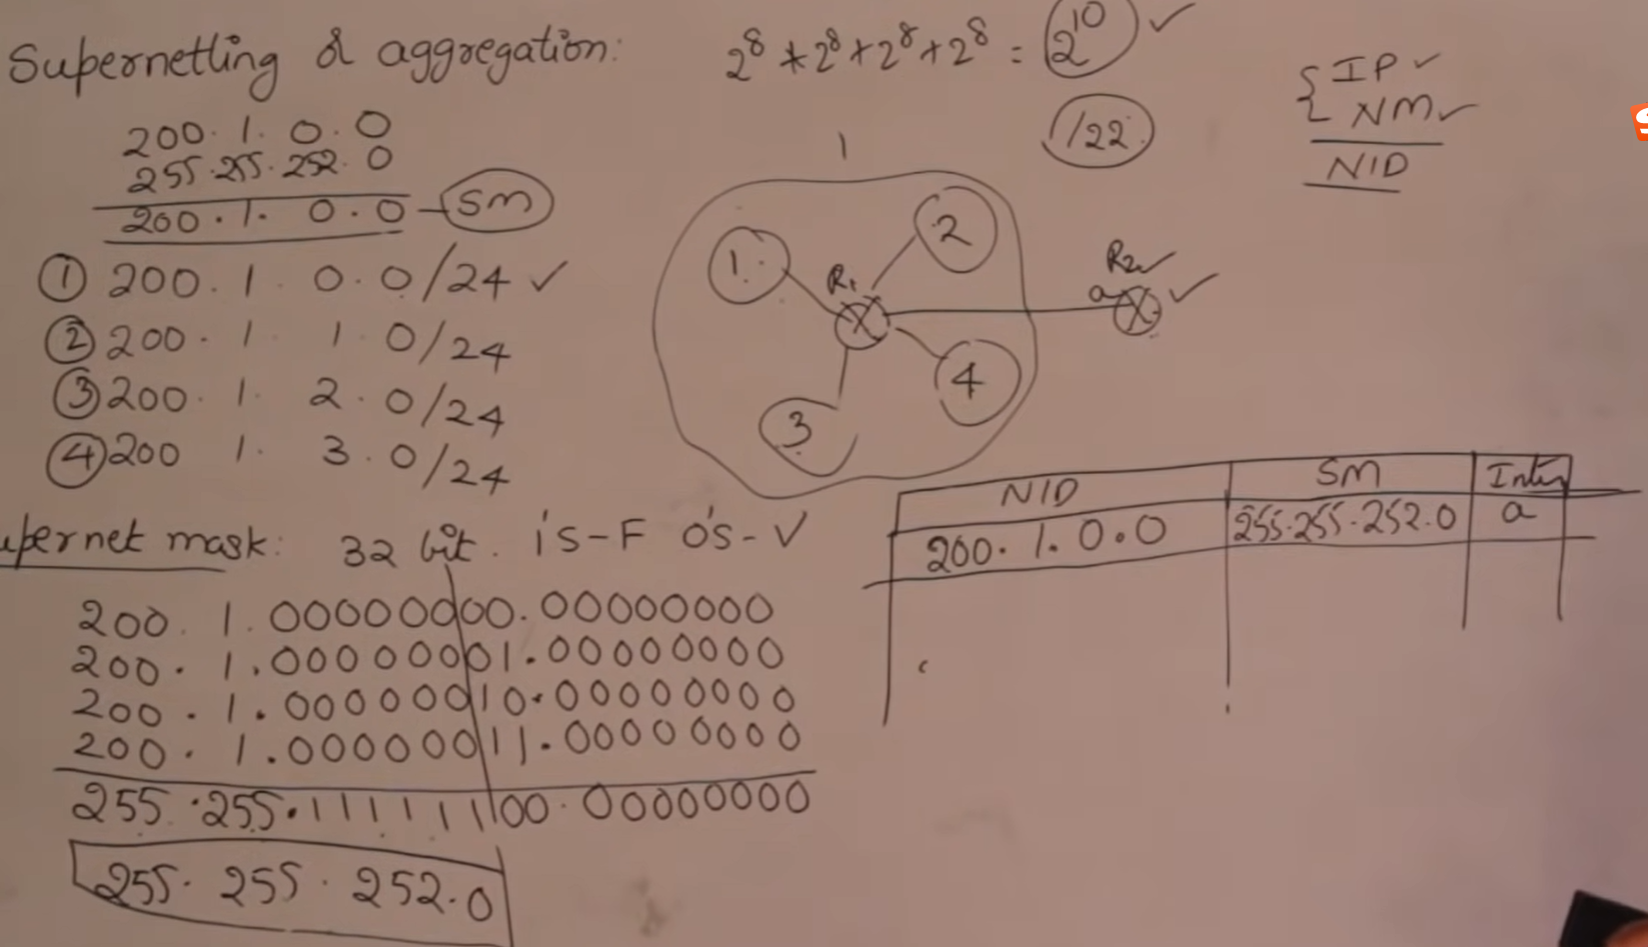 Supernetting & aggregation:
2^8 + 2^8 + 2^8 + 2^8 = 2^10 ✓
/22
{ IP ✓
NM ✓
NID
200.1.0.0
255.255.252.0
200.1.0.0 - SM
① 200.1.0.0/24 ✓
② 200.1.1.0/24
③ 200.1.2.0/24
④ 200 1.3.0/24
1
1.
2
R1
R2 ✓
a
✓
3
4
upernet mask: 32 bit. 1's-F 0's-V
200.1.00000000.00000000
200.1.00000001.00000000
200.1.00000010.00000000
200.1.00000011.00000000
255.255.11111100.00000000
255.255.252.0
NID SM
200.1.0.0 255.255.252.0 a